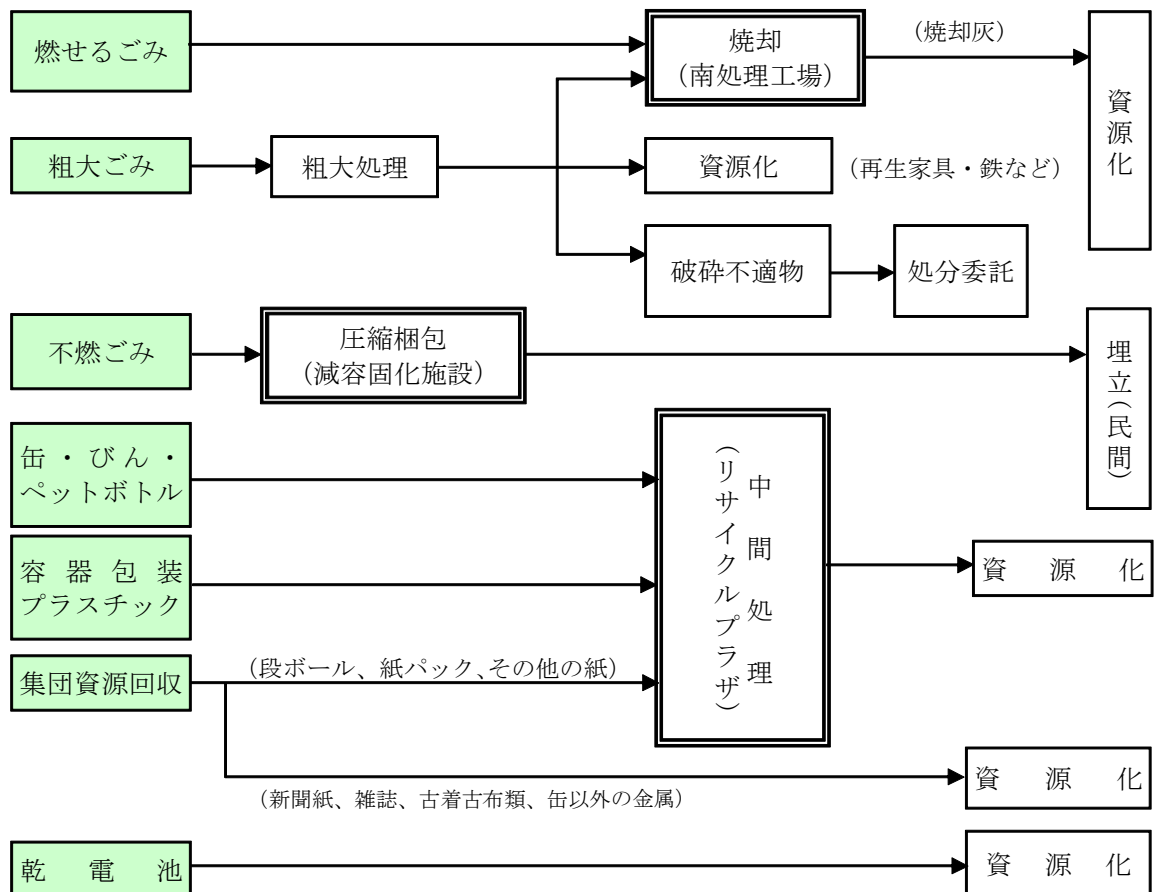 燃せるごみ
焼却
（南処理工場）
（焼却灰）
資源化
粗大ごみ
粗大処理
資源化
（再生家具・鉄など）
破砕不適物
処分委託
不燃ごみ
圧縮梱包
（減容固化施設）
埋立（民間）
缶・びん・
ペットボトル
中間処理
（リサイクルプラザ）
容器包装
プラスチック
資源化
集団資源回収
（段ボール、紙パック、その他の紙）
資源化
（新聞紙、雑誌、古着古布類、缶以外の金属）
乾電池
資源化